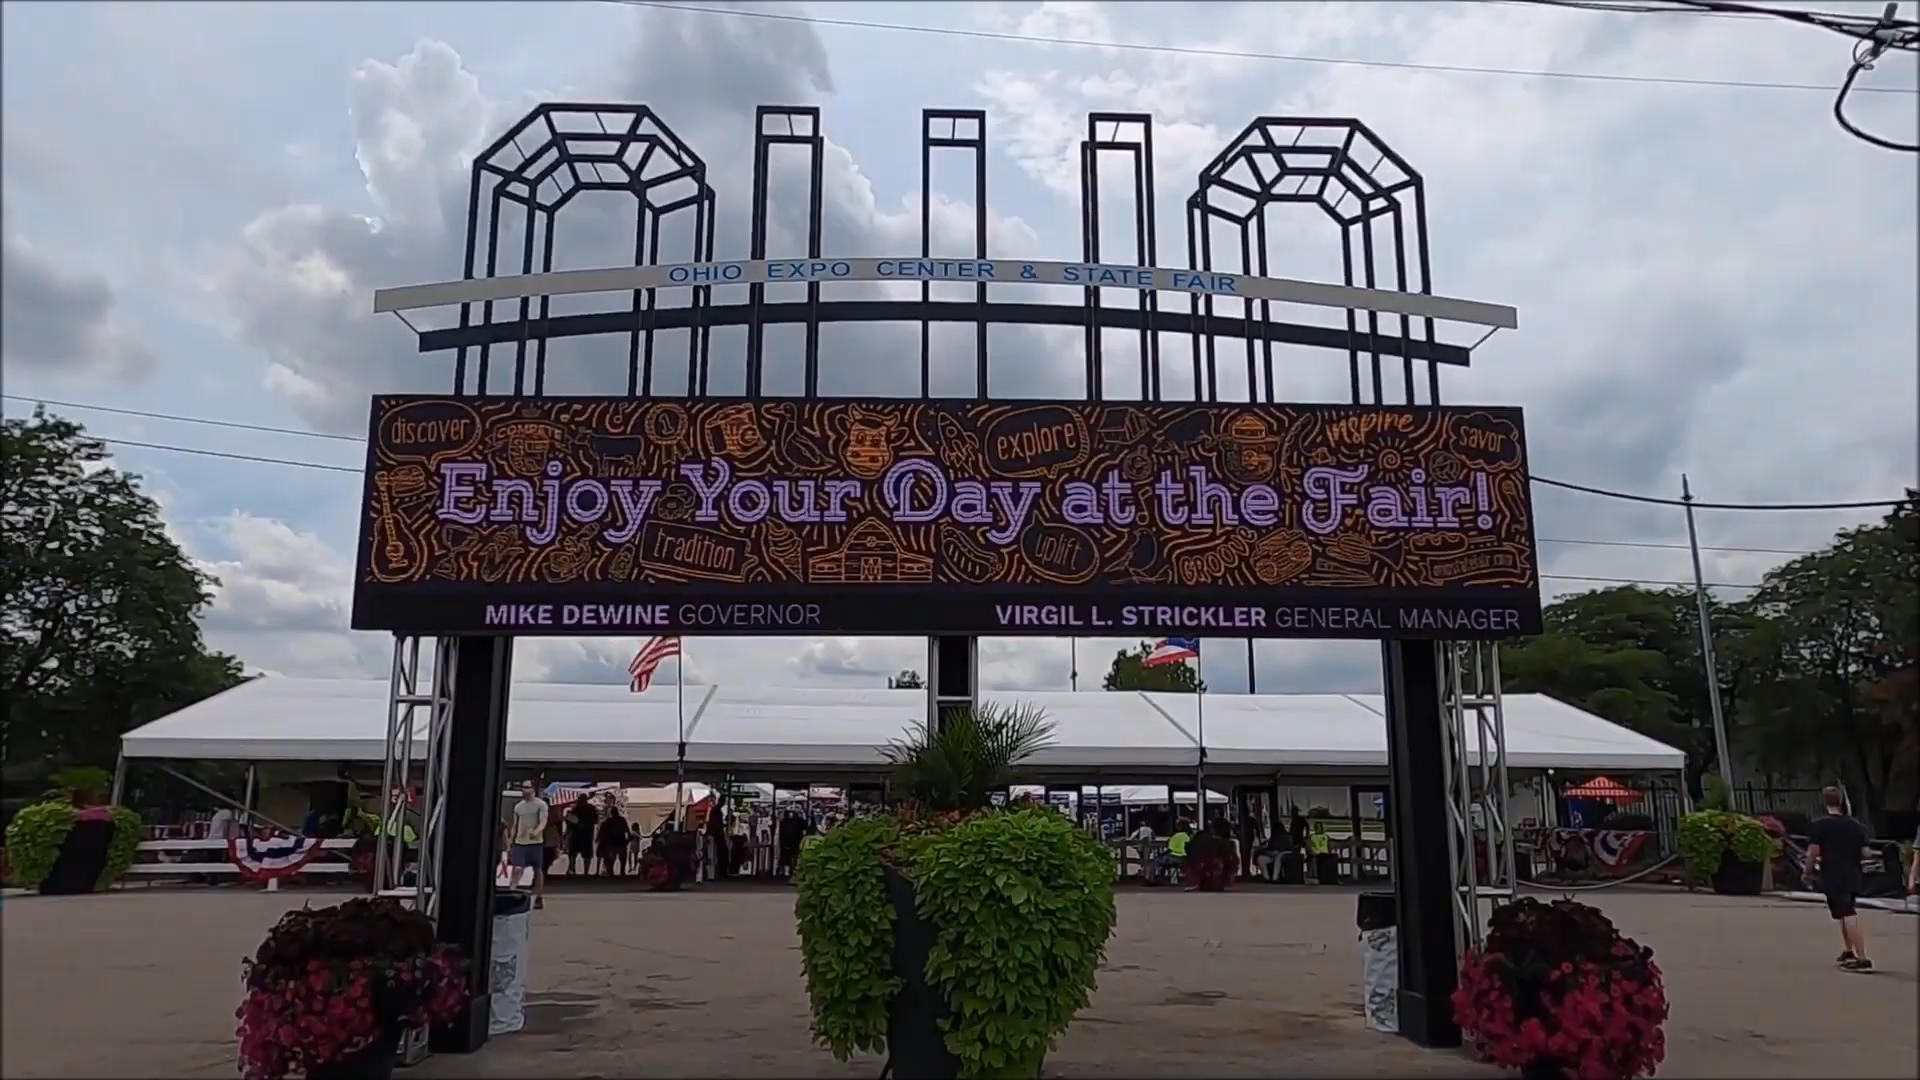 OHIO EXPO CENTER & STATE FAIR
discover
COMPETE
explore
inspire
savor
Enjoy Your Day at the Fair!
tradition
uplift
GROOVE
MIKE DEWINE GOVERNOR
VIRGIL L. STRICKLER GENERAL MANAGER